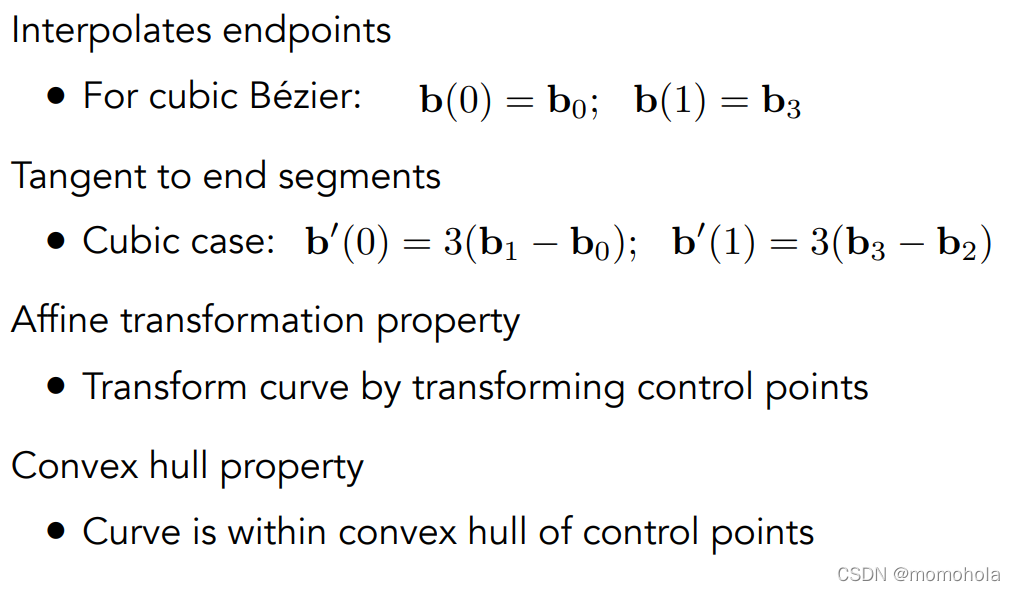 Interpolates endpoints
• For cubic Bézier: b(0) = b₀; b(1) = b₃
Tangent to end segments
• Cubic case: b′(0) = 3(b₁ − b₀); b′(1) = 3(b₃ − b₂)
Affine transformation property
• Transform curve by transforming control points
Convex hull property
• Curve is within convex hull of control points
CSDN @momohola